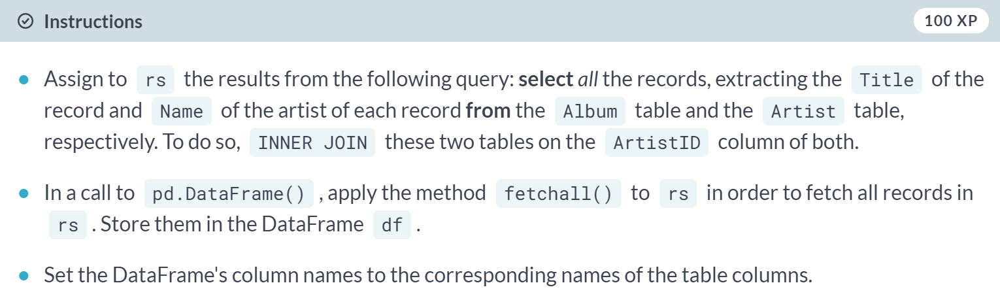 Instructions
100 XP
Assign to rs the results from the following query: select all the records, extracting the Title of the
record and Name of the artist of each record from the Album table and the Artist table,
respectively. To do so, INNER JOIN these two tables on the ArtistID column of both.
In a call to pd.DataFrame() , apply the method fetchall() to rs in order to fetch all records in
rs . Store them in the DataFrame df .
Set the DataFrame's column names to the corresponding names of the table columns.